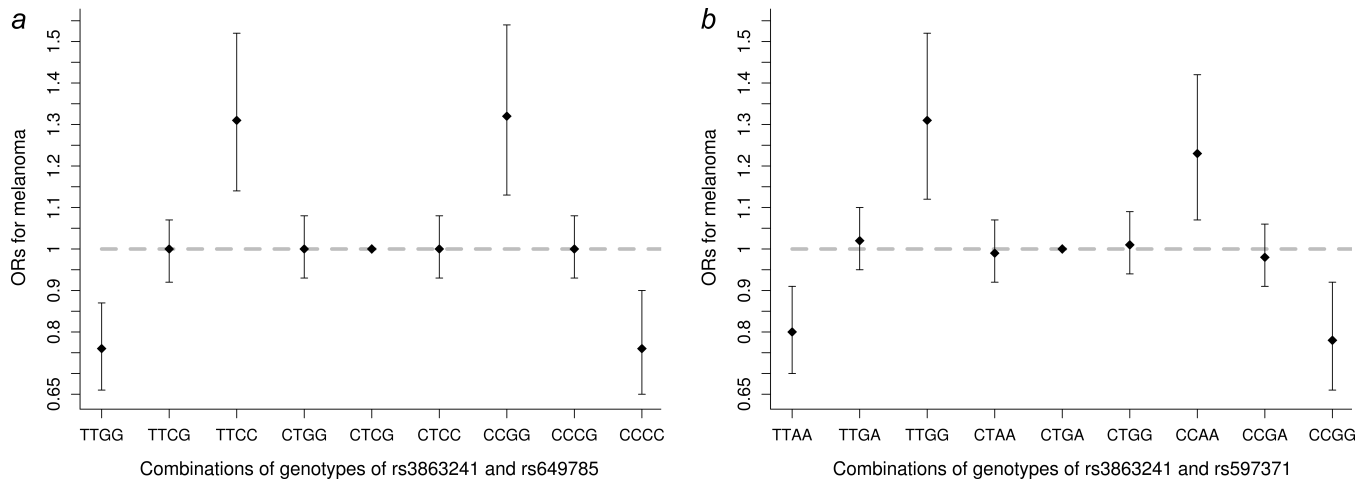 a
ORs for melanoma
1.5
1.4
1.3
1.2
1.1
1
0.9
0.8
0.65
TTGG TTCG TTCC CTGG CTCG CTCC CCGG CCCG CCCC
Combinations of genotypes of rs3863241 and rs649785
b
ORs for melanoma
1.5
1.4
1.3
1.2
1.1
1
0.9
0.8
0.65
TTAA TTGA TTGG CTAA CTGA CTGG CCAA CCGA CCGG
Combinations of genotypes of rs3863241 and rs597371